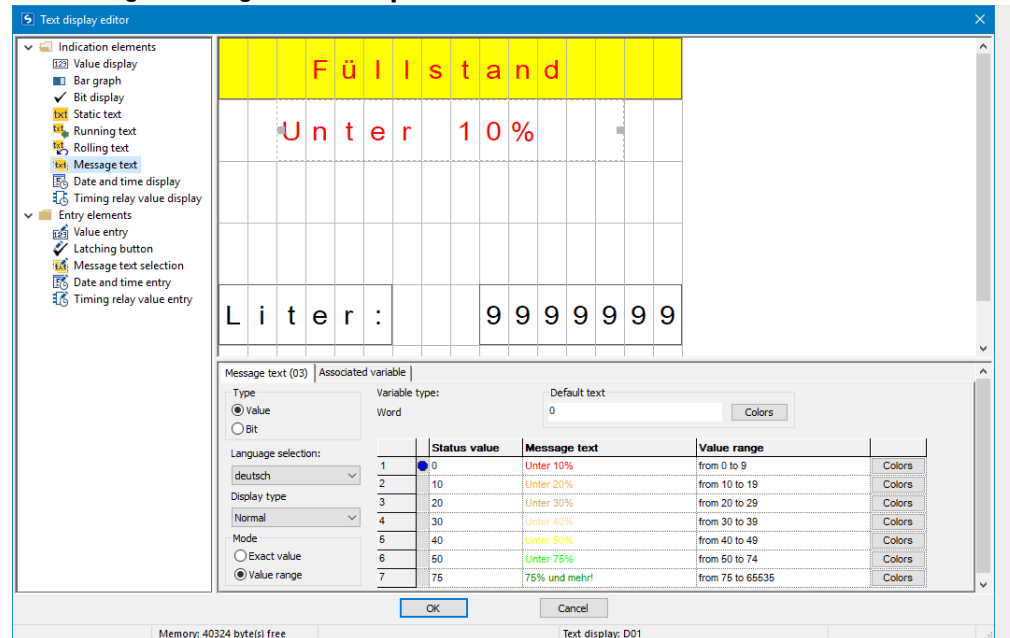 Text display editor
Indication elements
Value display
Bar graph
Bit display
Static text
Running text
Rolling text
Message text
Date and time display
Timing relay value display
Entry elements
Value entry
Latching button
Message text selection
Date and time entry
Timing relay value entry
Füllstand
Unter 10%
Liter: 9999999
Message text (03) Associated variable
Type
Value
Bit
Language selection:
deutsch
Display type
Normal
Mode
Exact value
Value range
Variable type:
Word
Default text
0
Colors
Status value Message text Value range
1 0 Unter 10% from 0 to 9 Colors
2 10 Unter 20% from 10 to 19 Colors
3 20 Unter 30% from 20 to 29 Colors
4 30 Unter 40% from 30 to 39 Colors
5 40 Unter 50% from 40 to 49 Colors
6 50 Unter 75% from 50 to 74 Colors
7 75 75% und mehr! from 75 to 65535 Colors
OK Cancel
Memory: 40324 byte(s) free Text display: D01